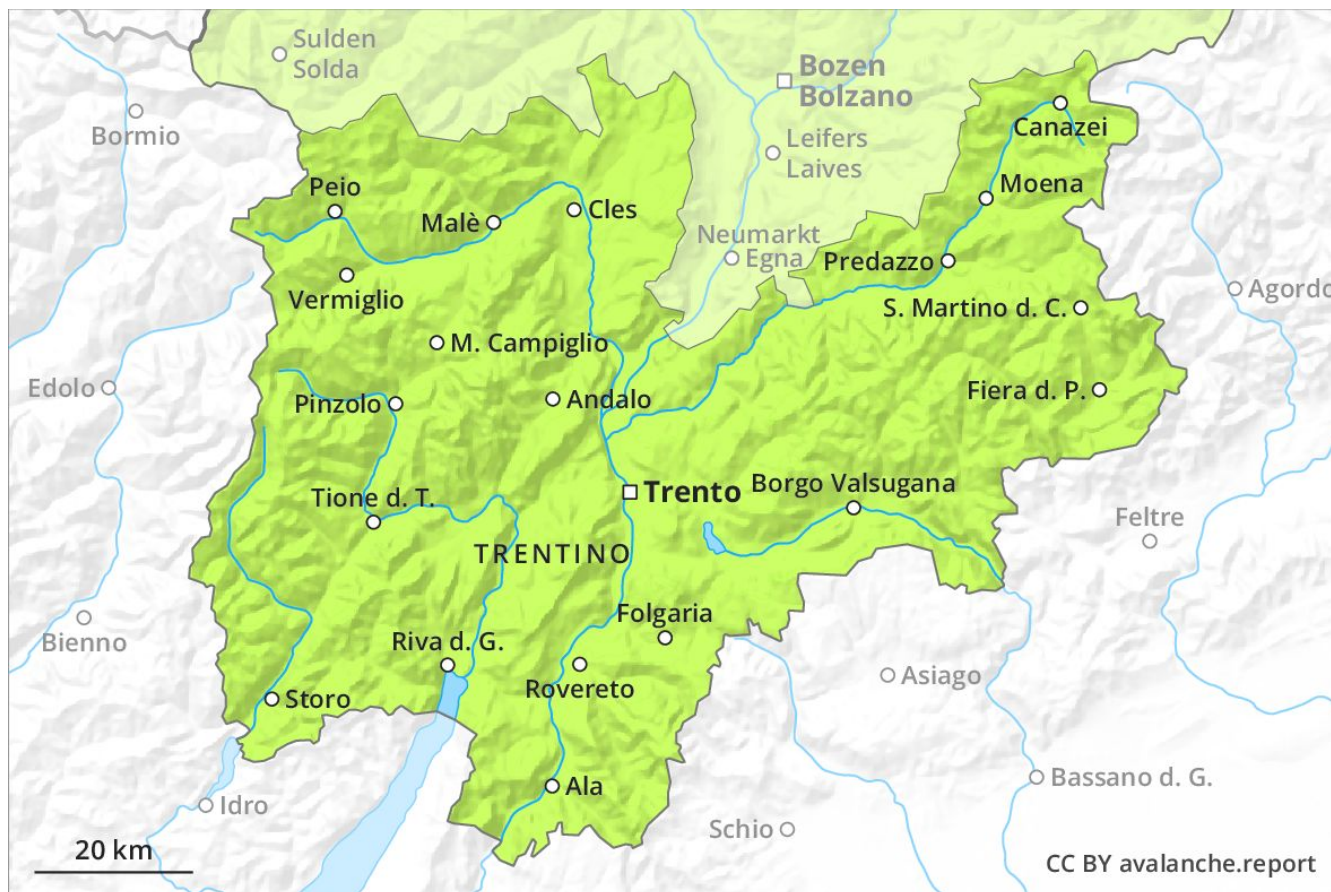 Sulden
Solda
Bozen
Bolzano
Bormio
Canazei
Leifers
Laives
Peio
Moena
Malè
Cles
Neumarkt
Egna
Predazzo
Vermiglio
Agordo
S. Martino d. C.
M. Campiglio
Edolo
Pinzolo
Andalo
Fiera d. P.
Tione d. T.
Trento
Borgo Valsugana
Feltre
TRENTINO
Bienno
Folgaria
Riva d. G.
Asiago
Storo
Rovereto
Bassano d. G.
Ala
Idro
Schio
20 km
CC BY avalanche.report